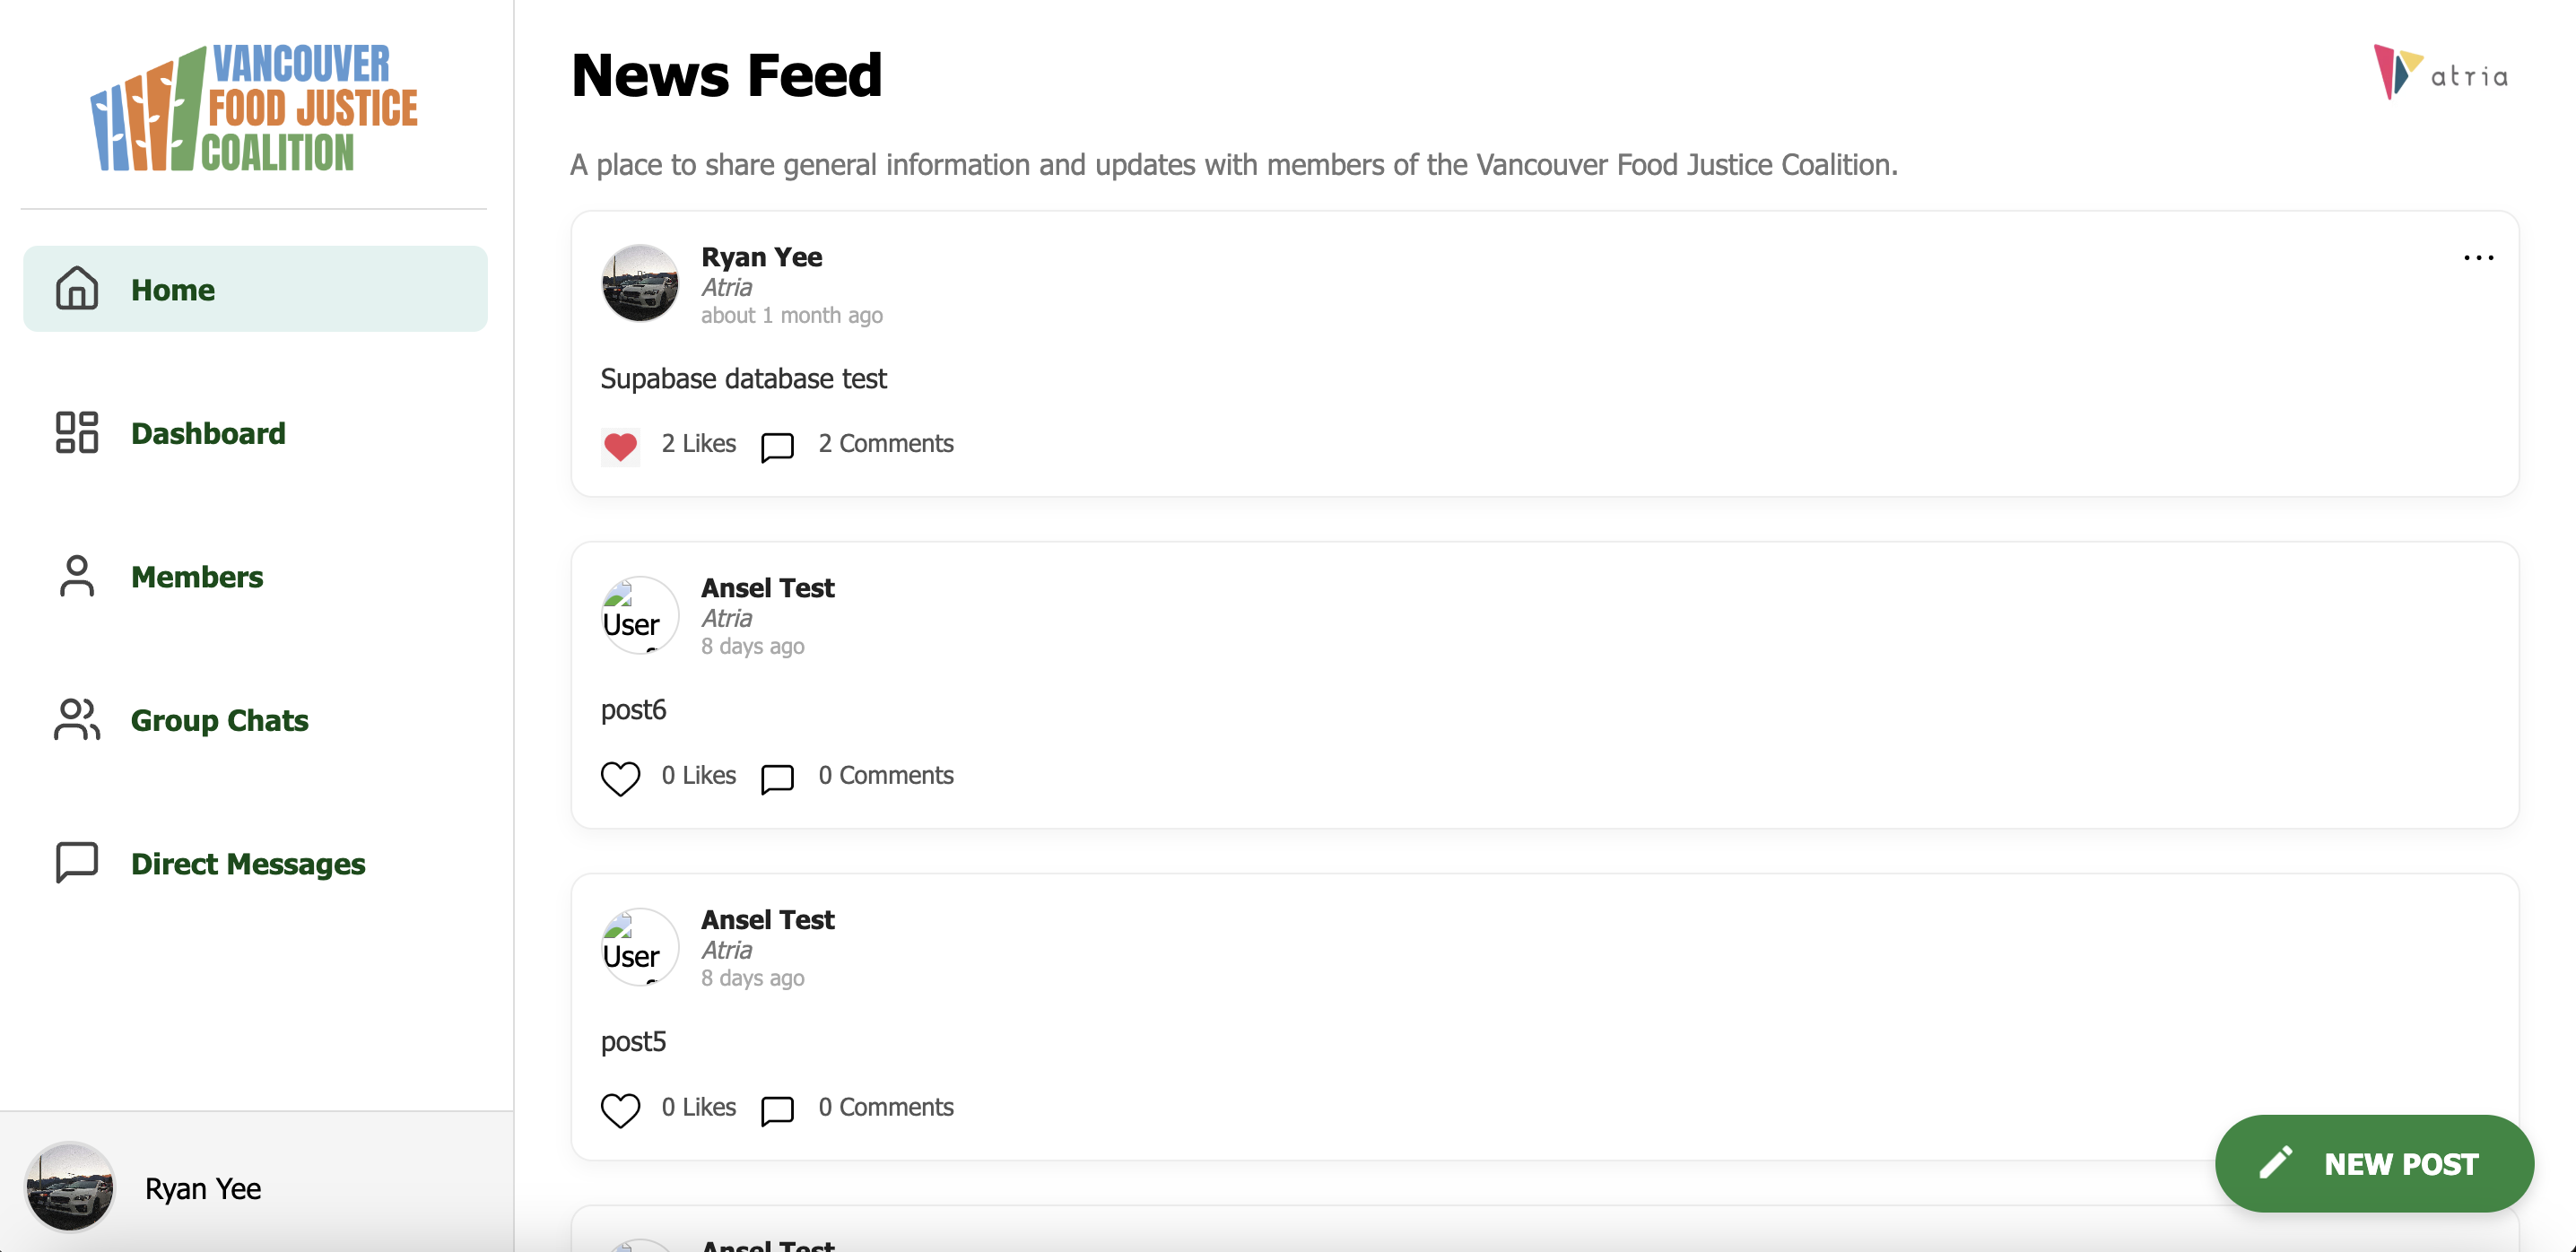 VANCOUVER
FOOD JUSTICE
COALITION
Home
Dashboard
Members
Group Chats
Direct Messages
Ryan Yee
News Feed
atria
A place to share general information and updates with members of the Vancouver Food Justice Coalition.
Ryan Yee
Atria
about 1 month ago
Supabase database test
2 Likes 2 Comments
User
Ansel Test
Atria
8 days ago
post6
0 Likes 0 Comments
User
Ansel Test
Atria
8 days ago
post5
0 Likes 0 Comments
NEW POST
Ansel Test